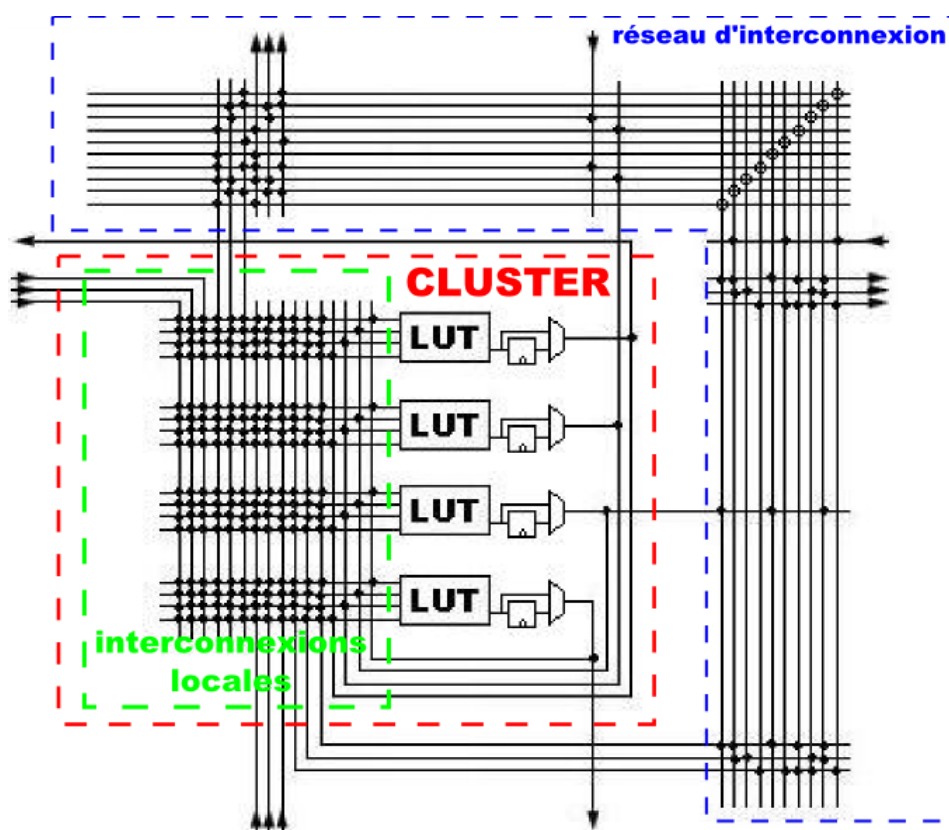 réseau d'interconnexion
CLUSTER
LUT
LUT
LUT
LUT
interconnexions
locales